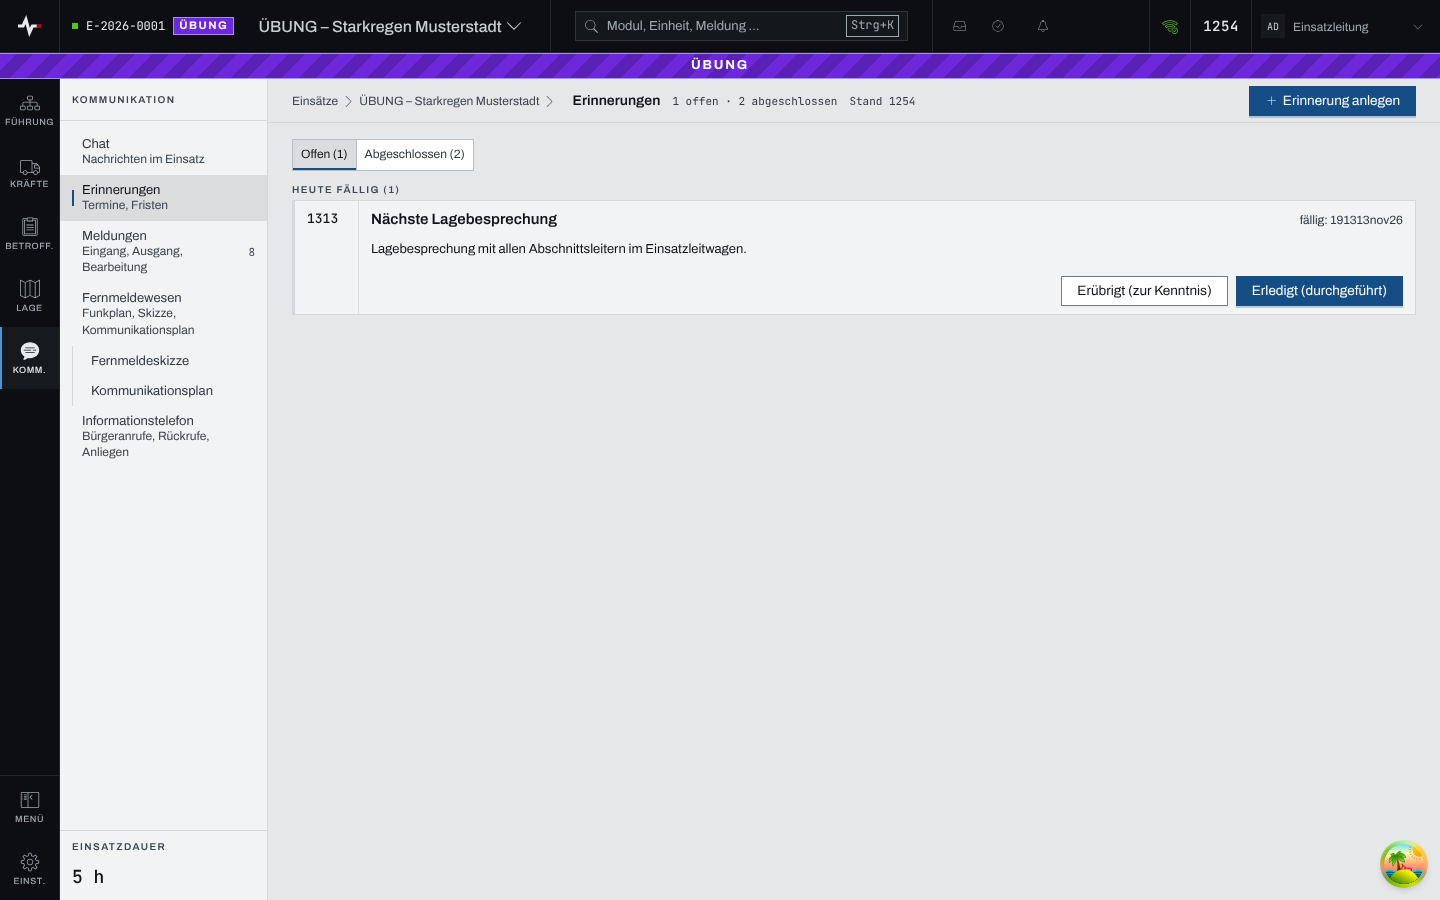 E-2026-0001 ÜBUNG ÜBUNG – Starkregen Musterstadt
Modul, Einheit, Meldung ... Strg+K
1254
AD Einsatzleitung
ÜBUNG
FÜHRUNG
KRÄFTE
BETROFF.
LAGE
KOMM.
MENÜ
EINST.
KOMMUNIKATION
Chat
Nachrichten im Einsatz
Erinnerungen
Termine, Fristen
Meldungen
Eingang, Ausgang,
Bearbeitung
8
Fernmeldewesen
Funkplan, Skizze,
Kommunikationsplan
Fernmeldeskizze
Kommunikationsplan
Informationstelefon
Bürgeranrufe, Rückrufe,
Anliegen
EINSATZDAUER
5 h
Einsätze ÜBUNG – Starkregen Musterstadt Erinnerungen 1 offen · 2 abgeschlossen Stand 1254
+ Erinnerung anlegen
Offen (1) Abgeschlossen (2)
HEUTE FÄLLIG (1)
1313 Nächste Lagebesprechung fällig: 191313nov26
Lagebesprechung mit allen Abschnittsleitern im Einsatzleitwagen.
Erübrigt (zur Kenntnis) Erledigt (durchgeführt)